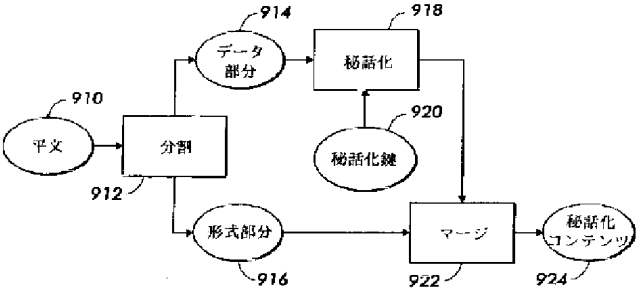 914
データ
部分
918
秘話化
910
平文
分割
912
920
秘話化鍵
形式部分
916
マージ
922
秘話化
コンテンツ
924